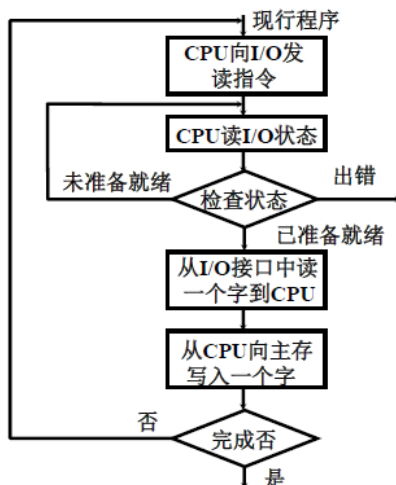 现行程序
CPU向I/O发
读指令
CPU读I/O状态
未准备就绪
检查状态
出错
已准备就绪
从I/O接口中读
一个字到CPU
从CPU向主存
写入一个字
否
完成否
是